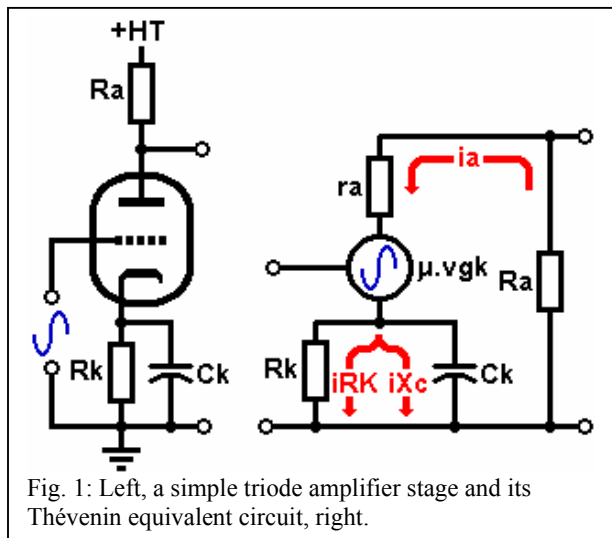 +HT
Ra
Rk
Ck
ia
ra
μ.vgk
Ra
Rk
iRK
iXc
Ck
Fig. 1: Left, a simple triode amplifier stage and its
Thévenin equivalent circuit, right.